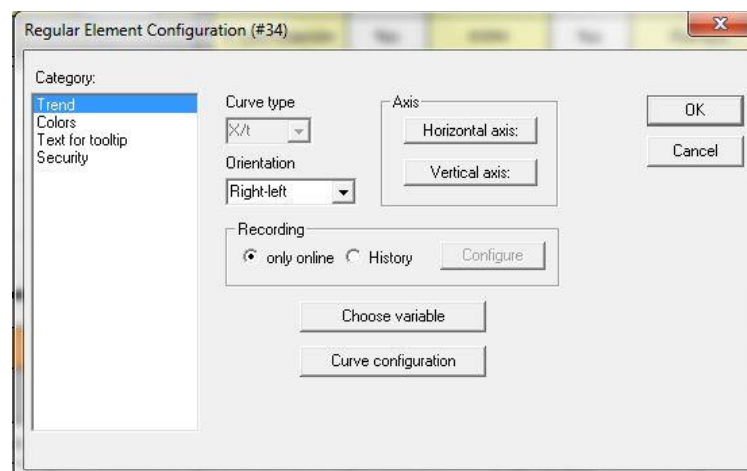 Regular Element Configuration (#34)
Category:
Trend
Colors
Text for tooltip
Security
Curve type
X/t
Orientation
Right-left
Axis
Horizontal axis:
Vertical axis:
Recording
only online
History
Configure
Choose variable
Curve configuration
OK
Cancel